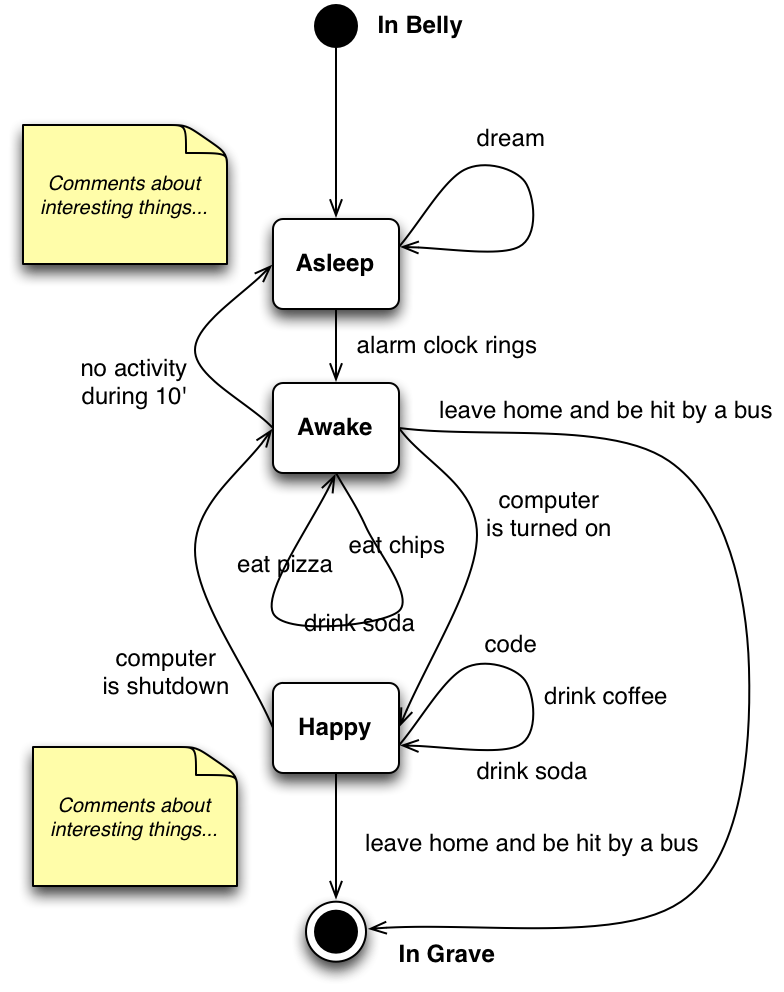 In Belly
dream
Comments about
interesting things...
Asleep
alarm clock rings
no activity
during 10'
leave home and be hit by a bus
Awake
computer
is turned on
eat chips
eat pizza
drink soda
code
computer
is shutdown
drink coffee
Happy
drink soda
Comments about
interesting things...
leave home and be hit by a bus
In Grave